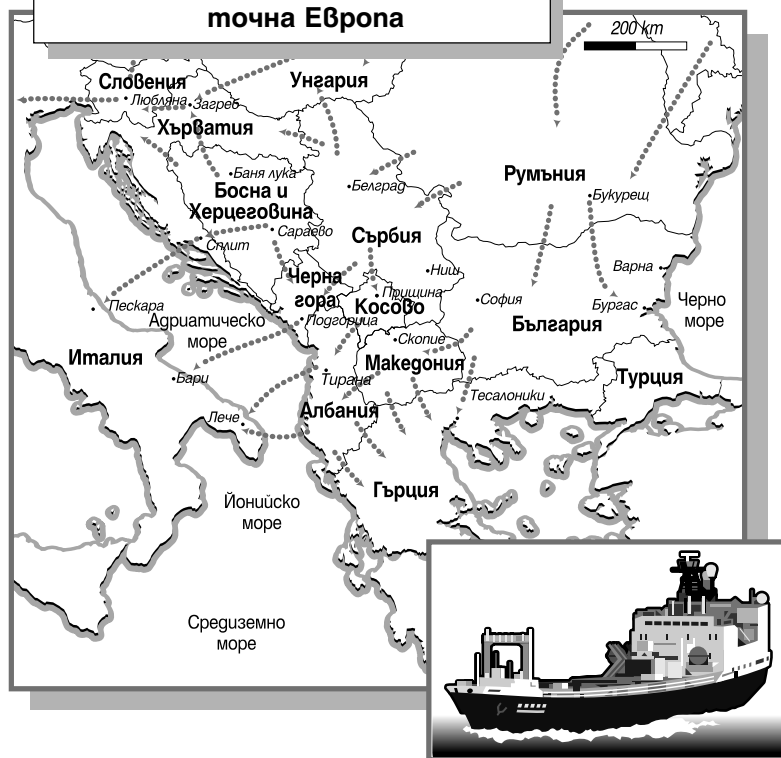 точна Европа
200 km
Словения
Унгария
Любляна
Загреб
Хърватия
Баня лука
Белград
Румъния
Букурещ
Босна и
Херцеговина
Сараево
Сплит
Сърбия
Ниш
Варна
Черна
гора
Прищина
Косово
София
Бургас
Черно
море
България
Пескара
Адриатическо
море
Подгорица
Скопие
Италия
Македония
Бари
Тирана
Турция
Тесалоники
Албания
Лече
Гърция
Йонийско
море
Средиземно
море